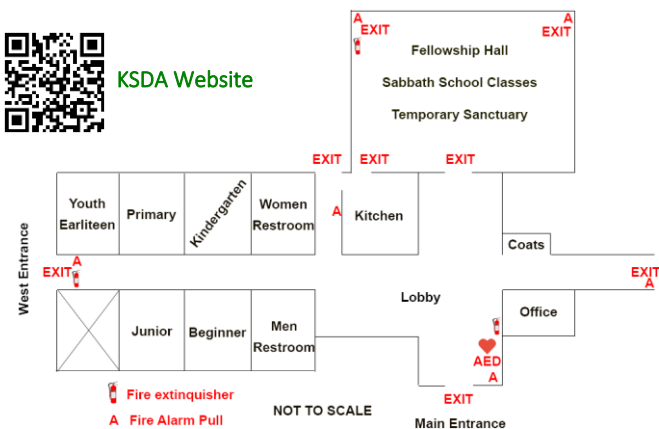 KSDA Website
A
EXIT
A
EXIT
Fellowship Hall
Sabbath School Classes
Temporary Sanctuary
EXIT
EXIT
EXIT
Youth
Earliteen
Primary
Kindergarten
Women
Restroom
A
Kitchen
Coats
West Entrance
A
EXIT
Lobby
EXIT
A
Office
Junior
Beginner
Men
Restroom
AED
A
EXIT
Fire extinguisher
A Fire Alarm Pull
NOT TO SCALE
Main Entrance